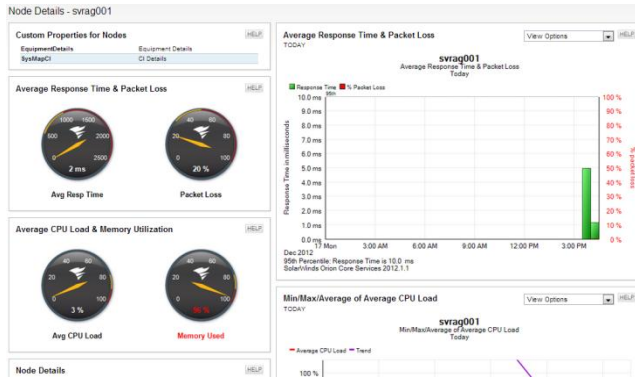 Node Details - svrag001
Custom Properties for Nodes
HELP
EquipmentDetails Equipment Details
SysMapCI CI Details
Average Response Time & Packet Loss
HELP
500 1000 1500 2000 2500 0
2 ms
Avg Resp Time
0 20 40 60 80 100
20 %
Packet Loss
Average CPU Load & Memory Utilization
HELP
0 20 40 60 80 100
3 %
Avg CPU Load
0 20 40 60 80 100
Memory Used
Node Details
HELP
Average Response Time & Packet Loss
View Options
HELP
TODAY
svrag001
Average Response Time & Packet Loss
Today
Response Time % Packet Loss
95th
10.0 ms 100 %
9.0 ms 90 %
8.0 ms 80 %
7.0 ms 70 %
6.0 ms 60 %
5.0 ms 50 %
4.0 ms 40 %
3.0 ms 30 %
2.0 ms 20 %
1.0 ms 10 %
0.0 ms 0 %
Response Time in milliseconds
% packet loss
17 Mon 3:00 AM 6:00 AM 9:00 AM 12:00 PM 3:00 PM
Dec 2012
95th Percentile: Response Time is 10.0 ms
SolarWinds Orion Core Services 2012.1.1
Min/Max/Average of Average CPU Load
View Options
HELP
TODAY
svrag001
Min/Max/Average of Average CPU Load
Today
Average CPU Load Trend
100 %